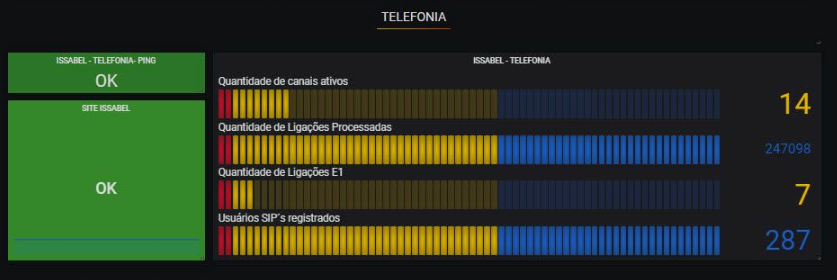 TELEFONIA
ISSABEL - TELEFONIA- PING
OK
SITE ISSABEL
OK
ISSABEL - TELEFONIA
Quantidade de canais ativos
14
Quantidade de Ligações Processadas
247098
Quantidade de Ligações E1
7
Usuários SIP´s registrados
287